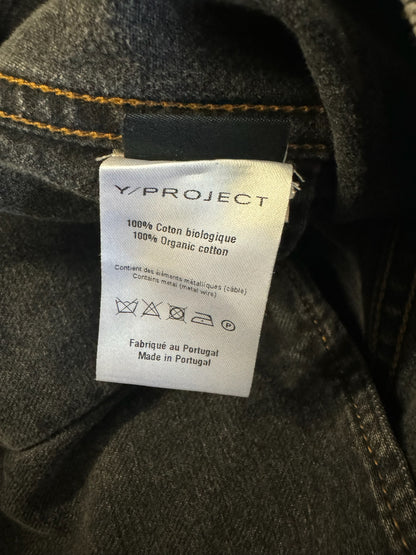 Y/PROJECT
100% Coton biologique
100% Organic cotton
Contient des éléments métalliques (câble)
Contains metal (metal wire)
P
Fabriqué au Portugal
Made in Portugal